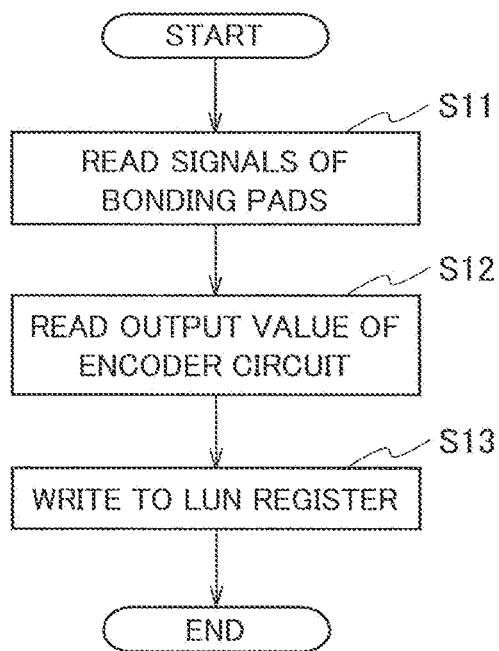 START
S11
READ SIGNALS OF
BONDING PADS
S12
READ OUTPUT VALUE OF
ENCODER CIRCUIT
S13
WRITE TO LUN REGISTER
END